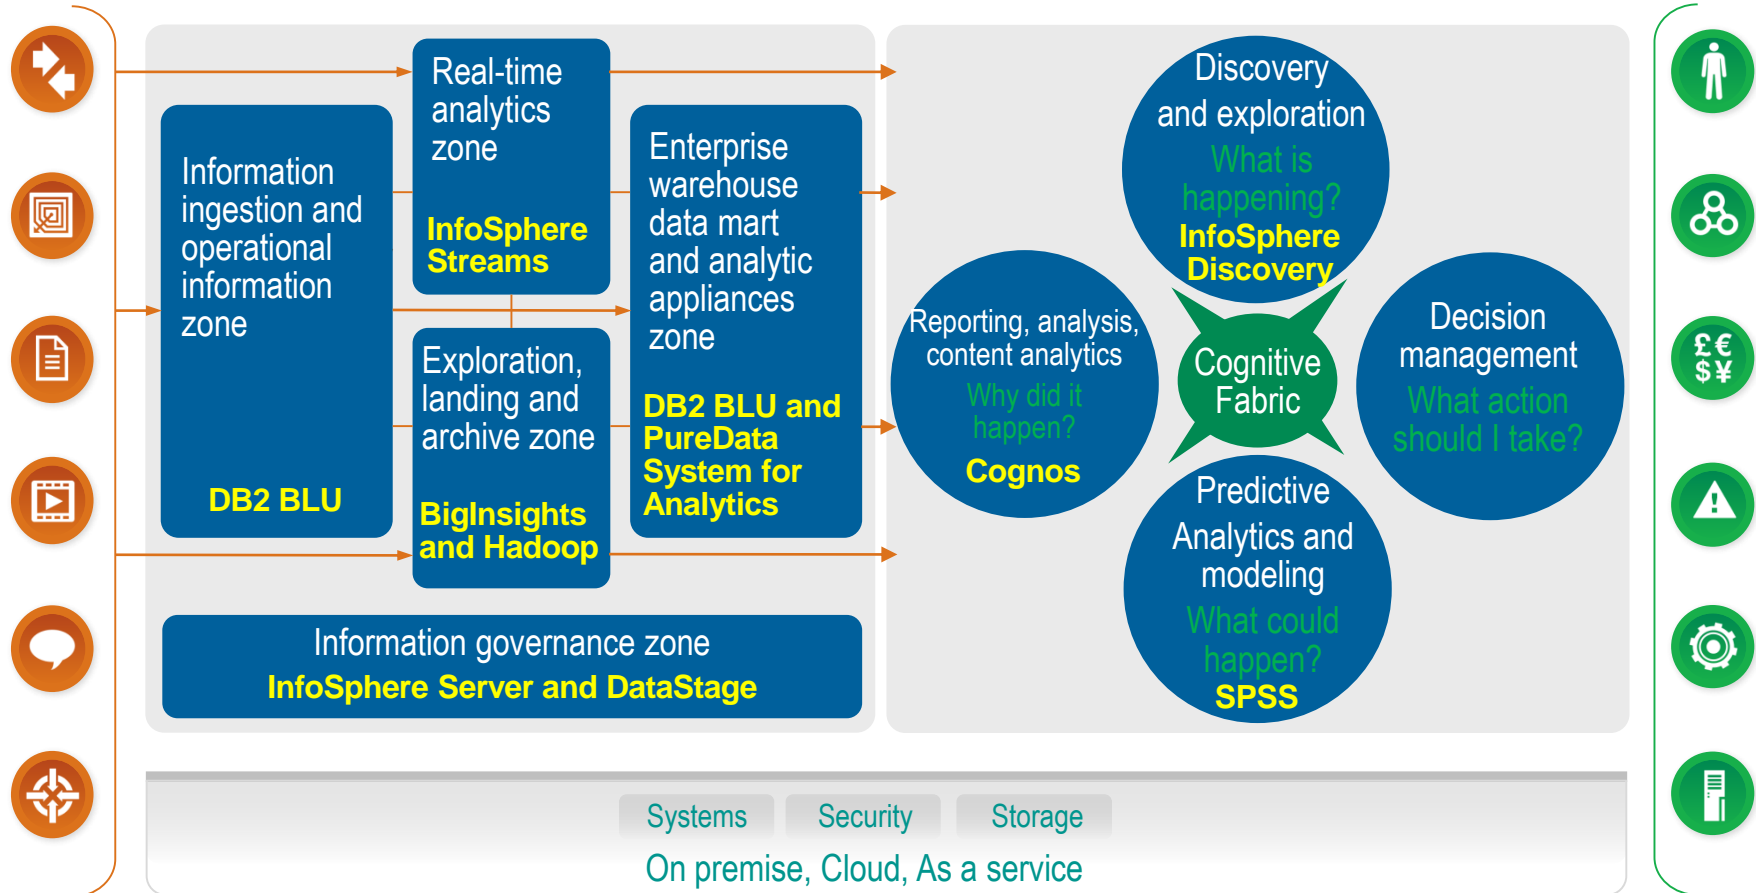 Real-time
analytics
zone
InfoSphere
Streams
Information
ingestion and
operational
information
zone
DB2 BLU
Exploration,
landing and
archive zone
BigInsights
and Hadoop
Enterprise
warehouse
data mart
and analytic
appliances
zone
DB2 BLU and
PureData
System for
Analytics
Information governance zone
InfoSphere Server and DataStage
Discovery
and exploration
What is
happening?
InfoSphere
Discovery
Reporting, analysis,
content analytics
Why did it
happen?
Cognos
Cognitive
Fabric
Decision
management
What action
should I take?
Predictive
Analytics and
modeling
What could
happen?
SPSS
£€
$¥
Systems
Security
Storage
On premise, Cloud, As a service